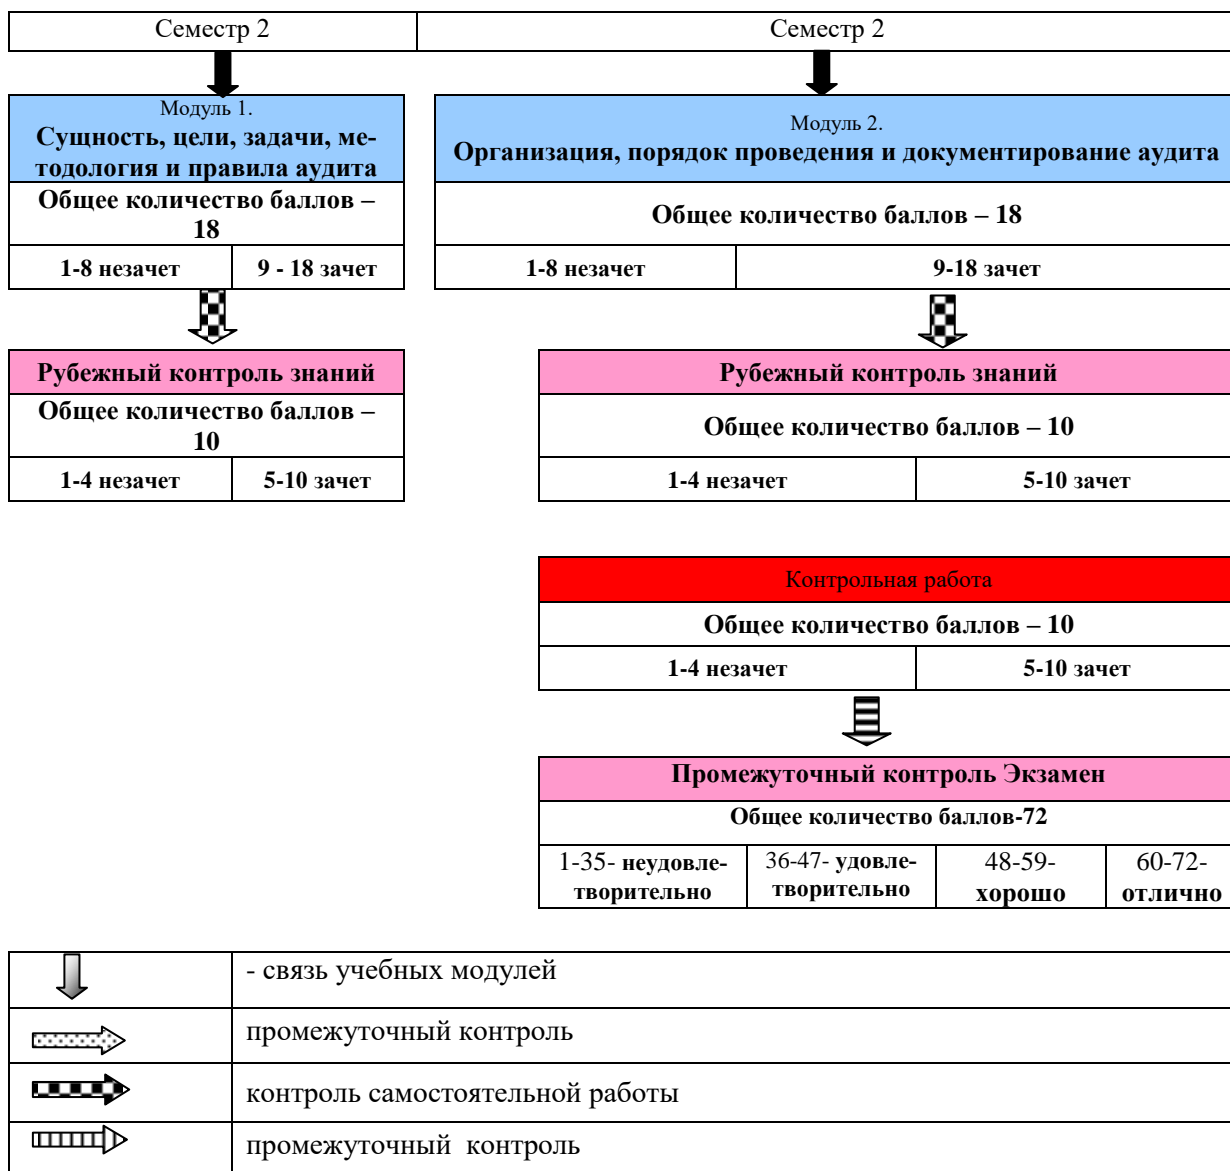 Семестр 2
Семестр 2
Модуль 1.
Сущность, цели, задачи, ме-
тодология и правила аудита
Общее количество баллов –
18
1-8 незачет
9 - 18 зачет
Модуль 2.
Организация, порядок проведения и документирование аудита
Общее количество баллов – 18
1-8 незачет
9-18 зачет
Рубежный контроль знаний
Общее количество баллов –
10
1-4 незачет
5-10 зачет
Рубежный контроль знаний
Общее количество баллов – 10
1-4 незачет
5-10 зачет
Контрольная работа
Общее количество баллов – 10
1-4 незачет
5-10 зачет
Промежуточный контроль Экзамен
Общее количество баллов-72
1-35- неудовле-
творительно
36-47- удовле-
творительно
48-59-
хорошо
60-72-
отлично
- связь учебных модулей
промежуточный контроль
контроль самостоятельной работы
промежуточный контроль